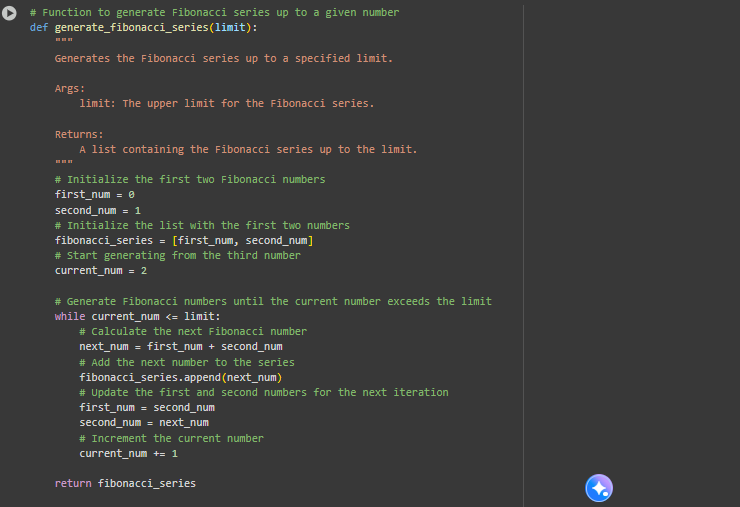 # Function to generate Fibonacci series up to a given number
def generate_fibonacci_series(limit):
    """
    Generates the Fibonacci series up to a specified limit.

    Args:
        limit: The upper limit for the Fibonacci series.

    Returns:
        A list containing the Fibonacci series up to the limit.
    """
    # Initialize the first two Fibonacci numbers
    first_num = 0
    second_num = 1
    # Initialize the list with the first two numbers
    fibonacci_series = [first_num, second_num]
    # Start generating from the third number
    current_num = 2

    # Generate Fibonacci numbers until the current number exceeds the limit
    while current_num <= limit:
        # Calculate the next Fibonacci number
        next_num = first_num + second_num
        # Add the next number to the series
        fibonacci_series.append(next_num)
        # Update the first and second numbers for the next iteration
        first_num = second_num
        second_num = next_num
        # Increment the current number
        current_num += 1

    return fibonacci_series